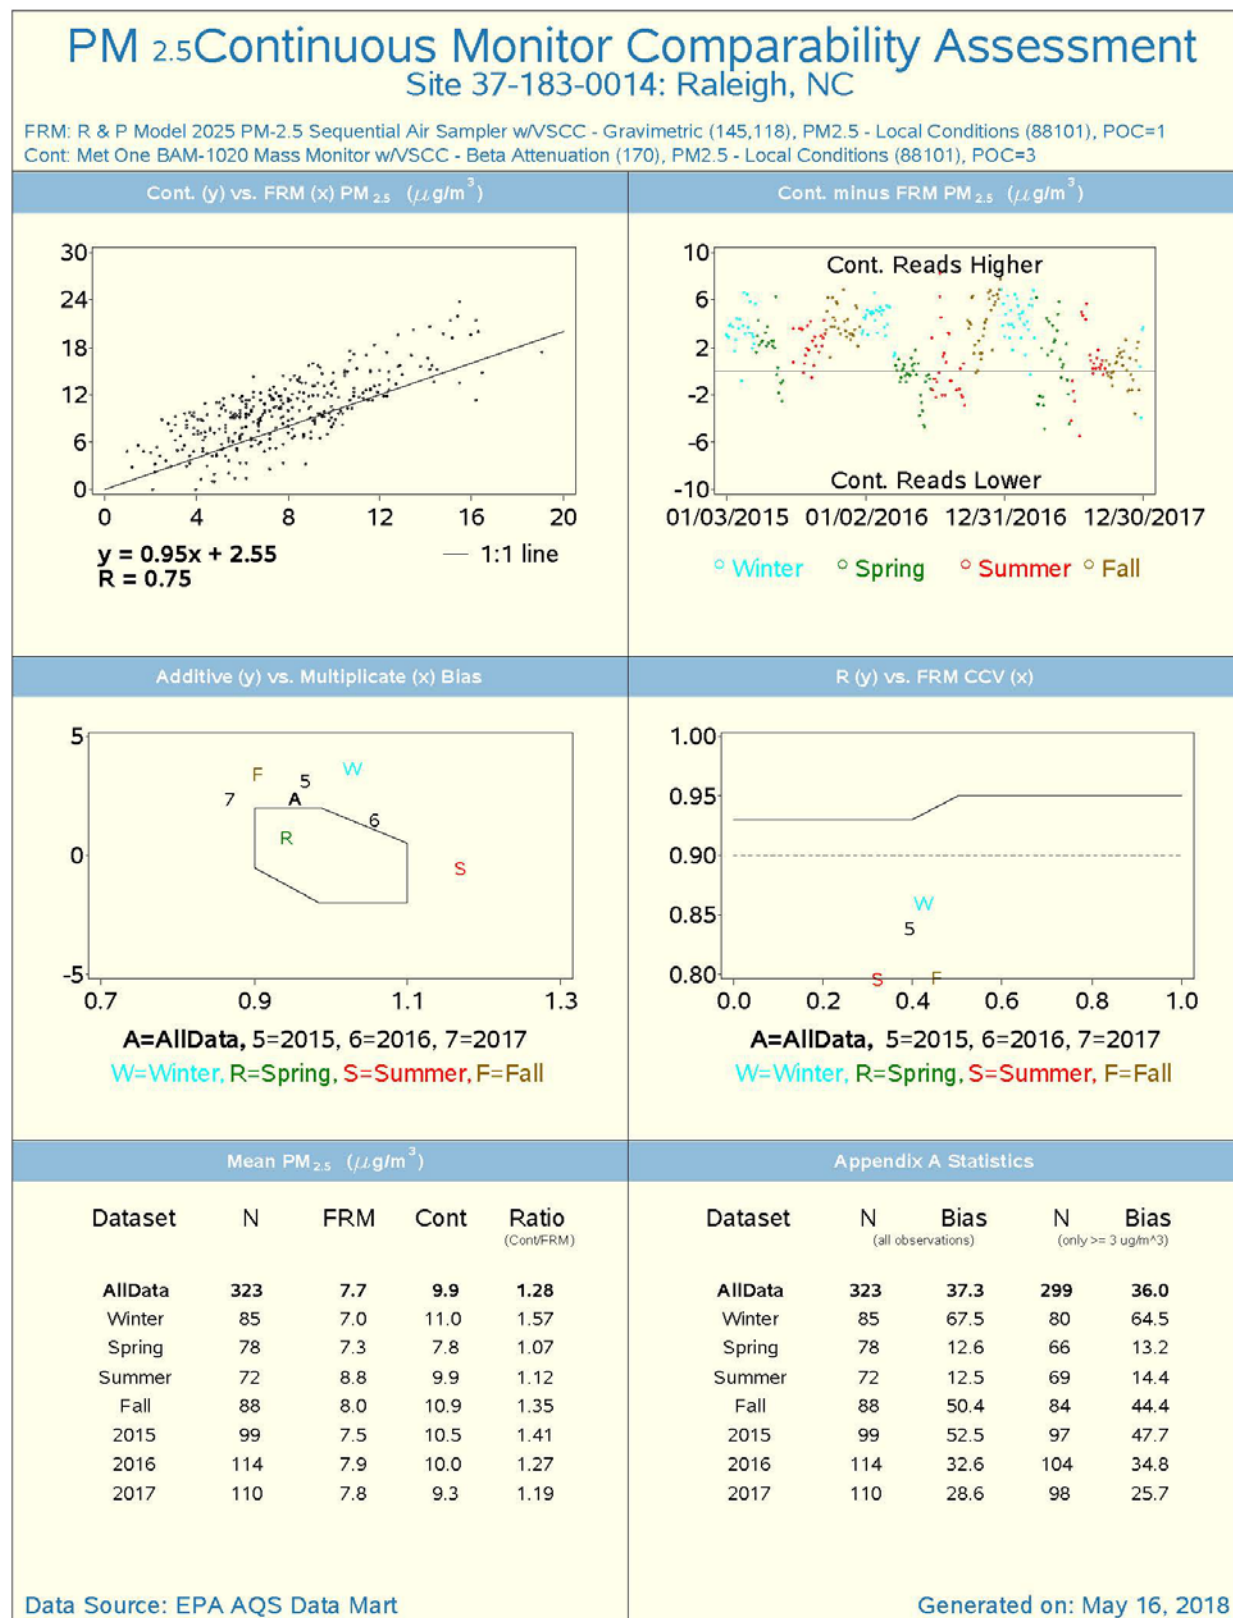 PM 2.5 Continuous Monitor Comparability Assessment
Site 37-183-0014: Raleigh, NC
FRM: R & P Model 2025 PM-2.5 Sequential Air Sampler w/VSCC - Gravimetric (145,118), PM2.5 - Local Conditions (88101), POC=1
Cont: Met One BAM-1020 Mass Monitor w/VSCC - Beta Attenuation (170), PM2.5 - Local Conditions (88101), POC=3
Cont. (y) vs. FRM (x) PM 2.5 (μg/m³)
30
24
18
12
6
0
0 4 8 12 16 20
y = 0.95x + 2.55
R = 0.75
1:1 line
Cont. minus FRM PM 2.5 (μg/m³)
10
6
2
-2
-6
-10
Cont. Reads Higher
Cont. Reads Lower
01/03/2015 01/02/2016 12/31/2016 12/30/2017
Winter Spring Summer Fall
Additive (y) vs. Multiplicate (x) Bias
5
0
-5
W
F
5
7
A
6
R
S
0.7 0.9 1.1 1.3
A=AllData, 5=2015, 6=2016, 7=2017
W=Winter, R=Spring, S=Summer, F=Fall
R (y) vs. FRM CCV (x)
1.00
0.95
0.90
0.85
0.80
W
5
S
F
0.0 0.2 0.4 0.6 0.8 1.0
A=AllData, 5=2015, 6=2016, 7=2017
W=Winter, R=Spring, S=Summer, F=Fall
Mean PM 2.5 (μg/m³)
Dataset N FRM Cont Ratio
(Cont/FRM)
AllData 323 7.7 9.9 1.28
Winter 85 7.0 11.0 1.57
Spring 78 7.3 7.8 1.07
Summer 72 8.8 9.9 1.12
Fall 88 8.0 10.9 1.35
2015 99 7.5 10.5 1.41
2016 114 7.9 10.0 1.27
2017 110 7.8 9.3 1.19
Appendix A Statistics
Dataset N Bias N Bias
(all observations) (only >= 3 ug/m^3)
AllData 323 37.3 299 36.0
Winter 85 67.5 80 64.5
Spring 78 12.6 66 13.2
Summer 72 12.5 69 14.4
Fall 88 50.4 84 44.4
2015 99 52.5 97 47.7
2016 114 32.6 104 34.8
2017 110 28.6 98 25.7
Data Source: EPA AQS Data Mart
Generated on: May 16, 2018